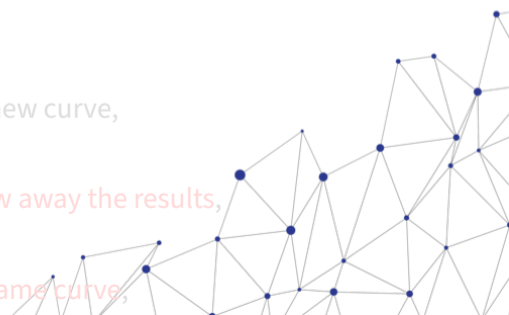 ew curve,
w away the results,
ame curve,